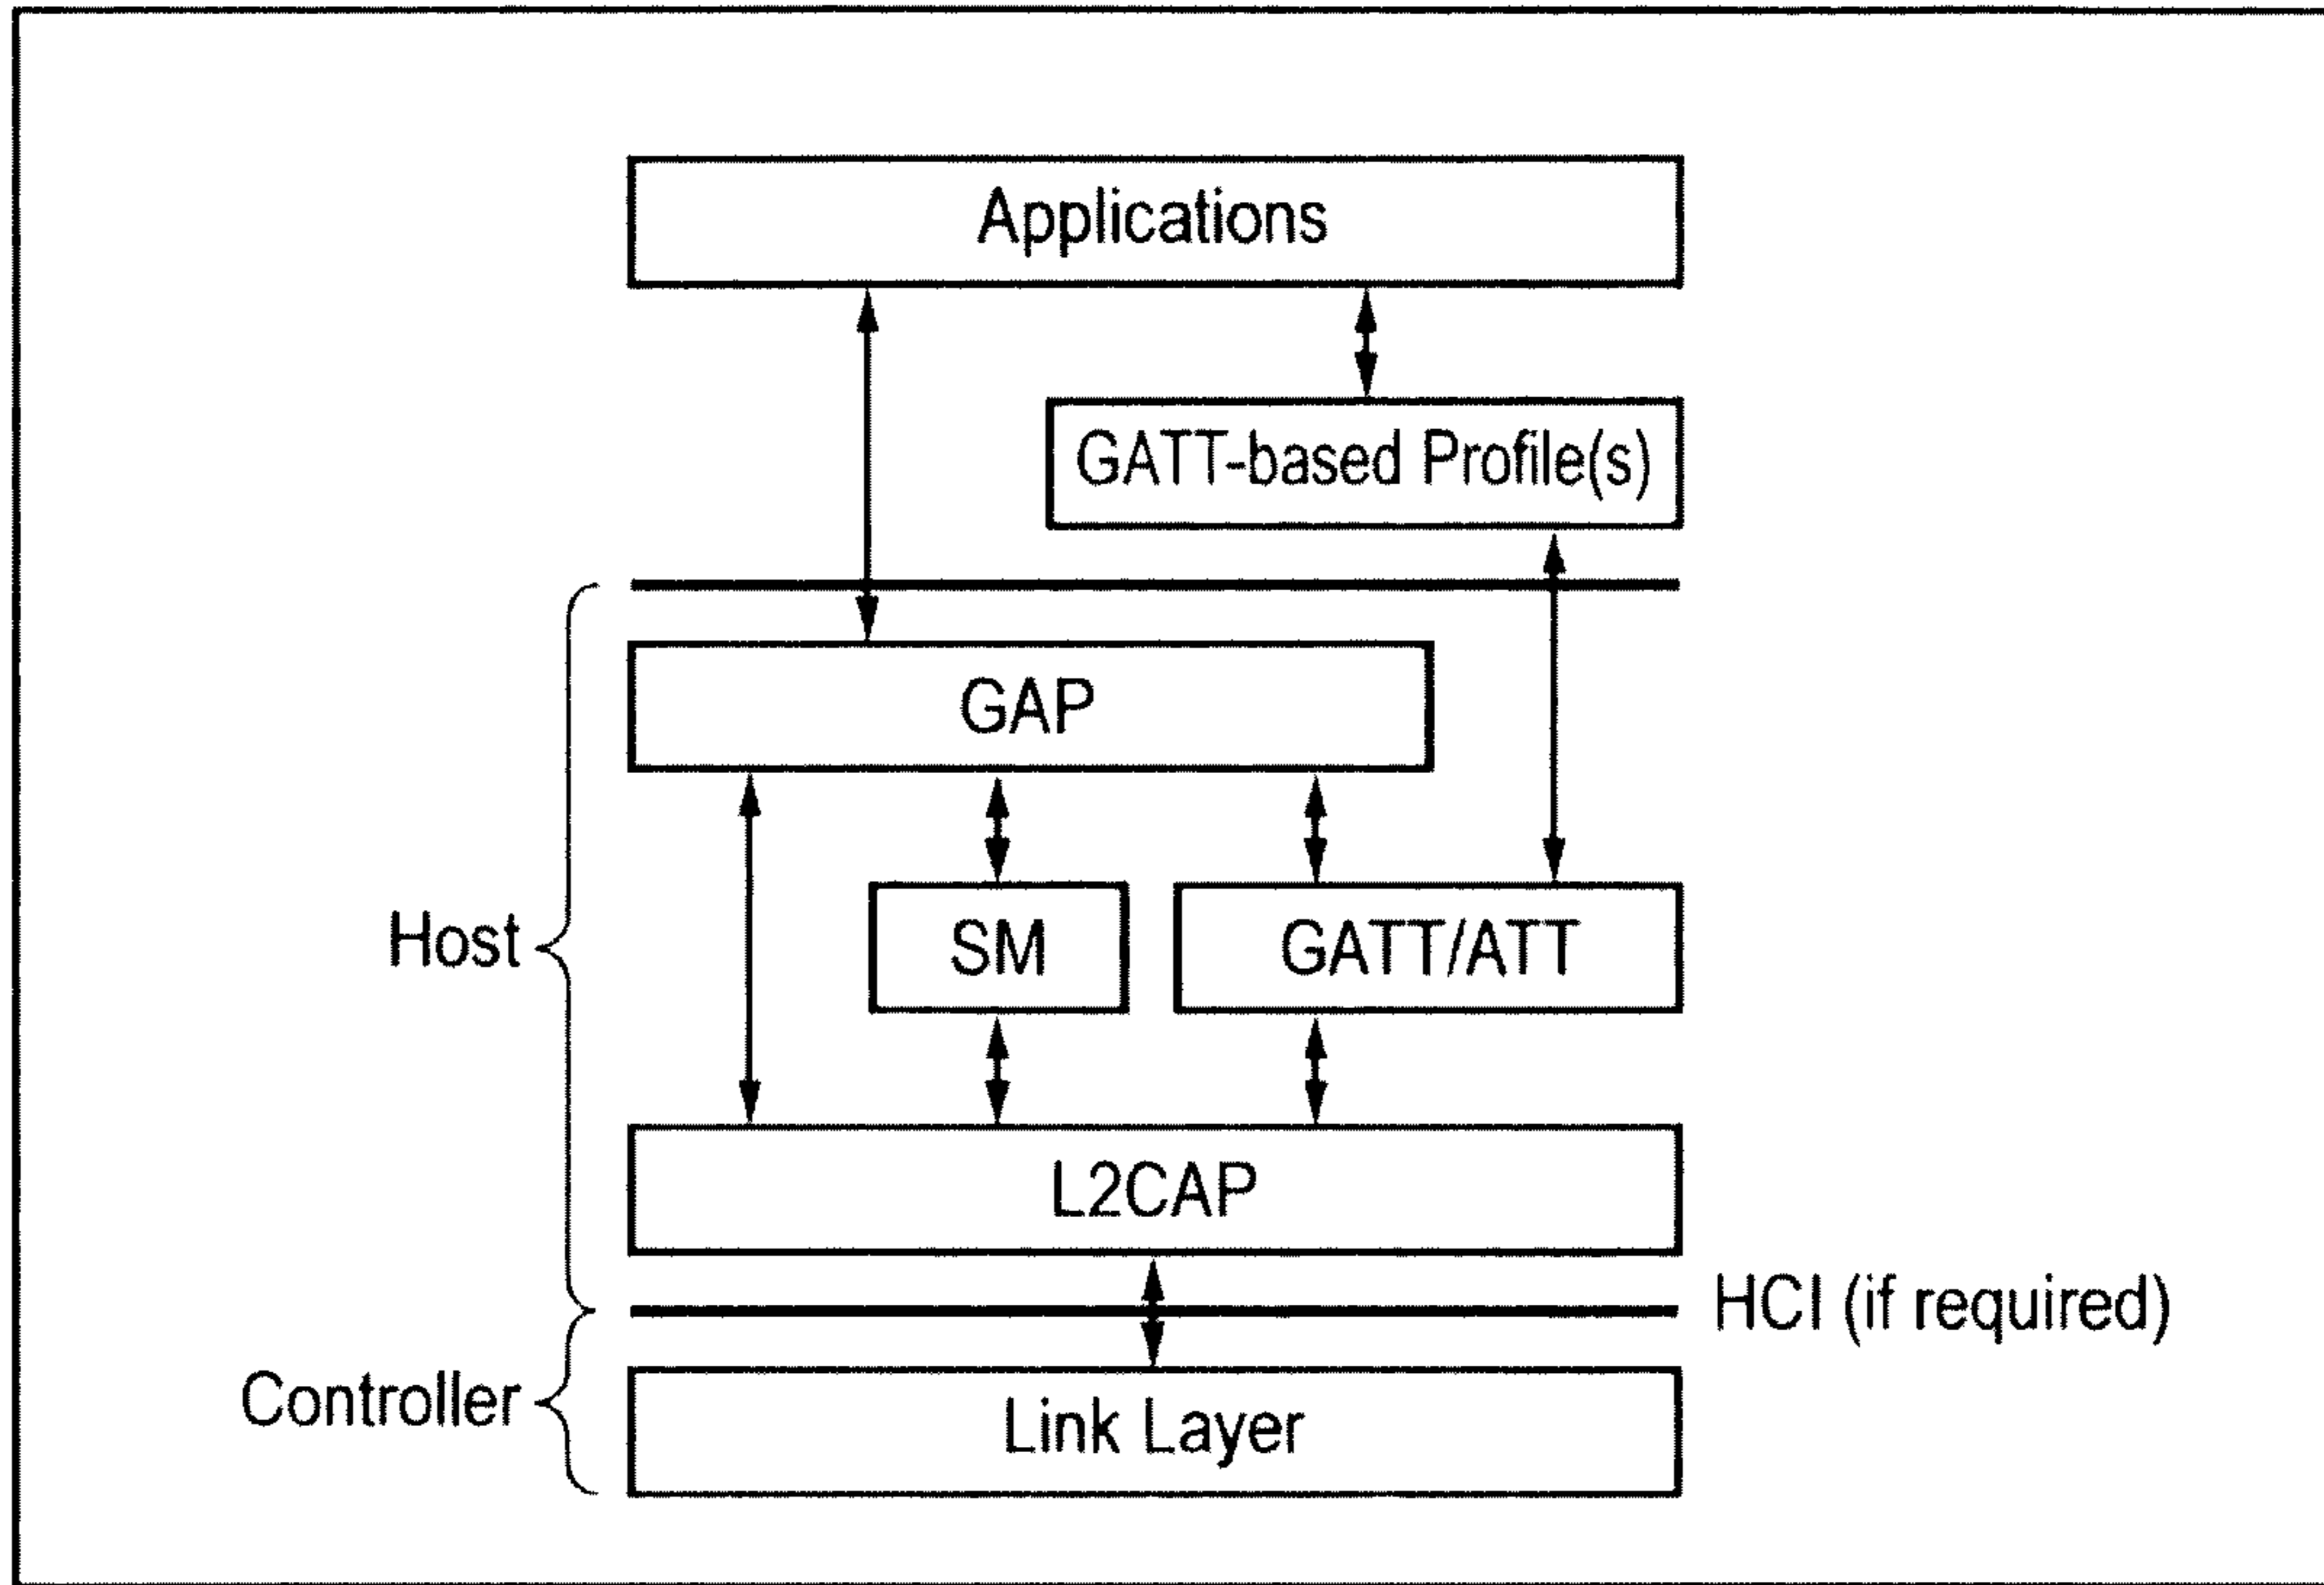 Applications
GATT-based Profile(s)
GAP
Host
SM
GATT/ATT
L2CAP
HCI (if required)
Controller
Link Layer